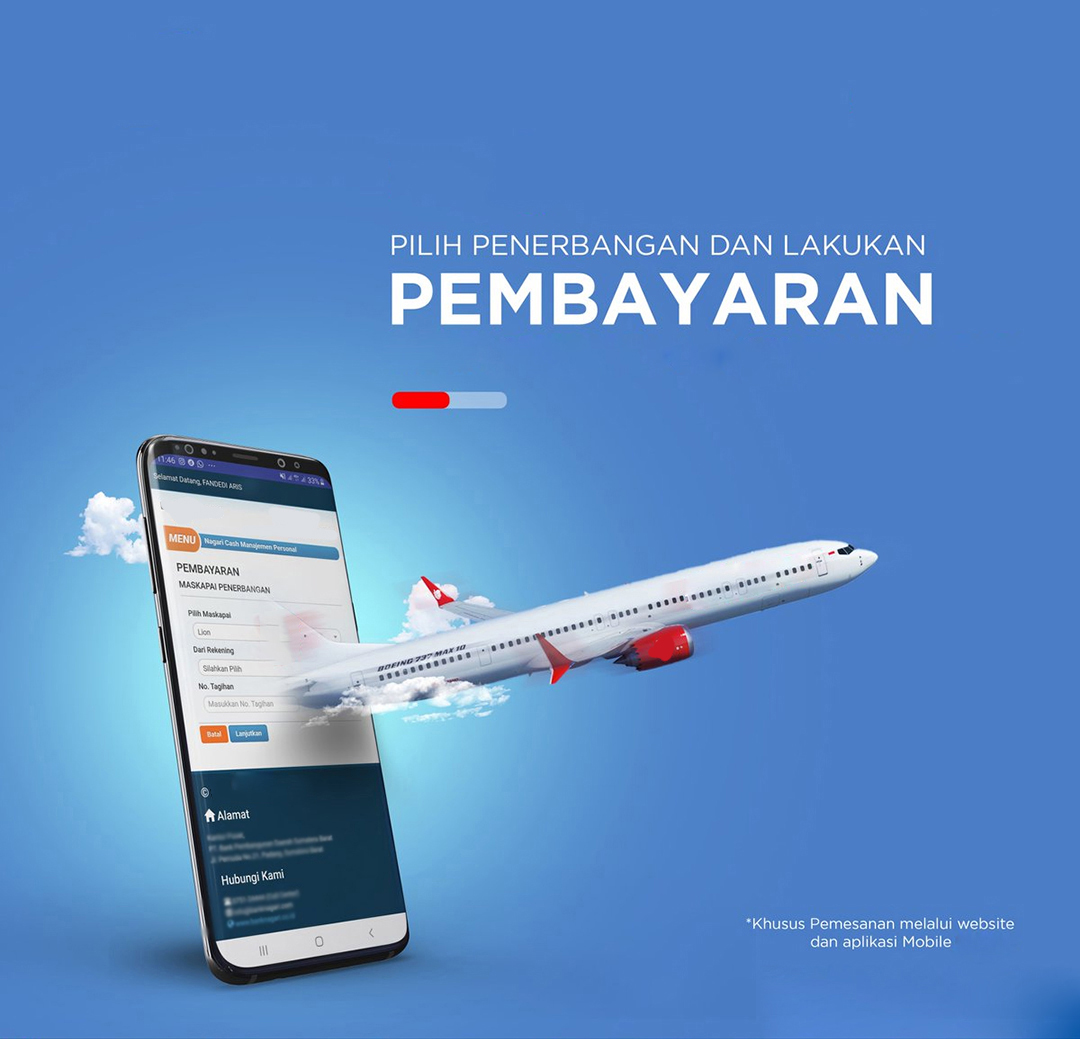 PILIH PENERBANGAN DAN LAKUKAN
PEMBAYARAN
11:46
33%
Selamat Datang, FANDEDI ARIS
MENU
Nagari Cash Manajemen Personal
PEMBAYARAN
MASKAPAI PENERBANGAN
Pilih Maskapai
Lion
Dari Rekening
Silahkan Pilih
No. Tagihan
Masukkan No. Tagihan
Batal Lanjutkan
BOEING 737 MAX 10
©
Alamat
Hubungi Kami
*Khusus Pemesanan melalui website
dan aplikasi Mobile